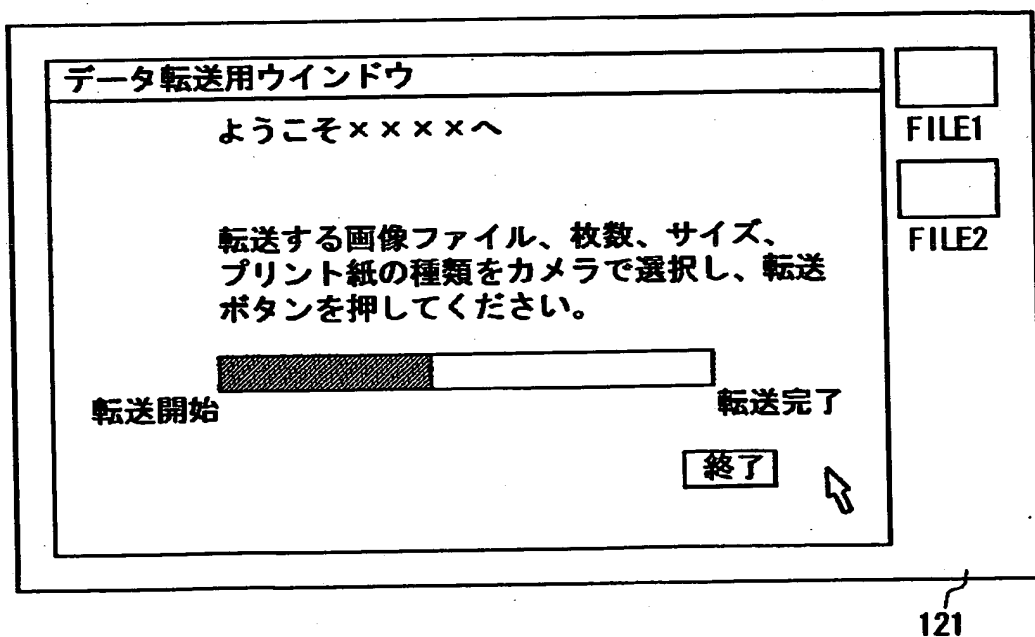 データ転送用ウインドウ
ようこそ××××へ
転送する画像ファイル、枚数、サイズ、
プリント紙の種類をカメラで選択し、転送
ボタンを押してください。
転送開始
転送完了
終了
FILE1
FILE2
121